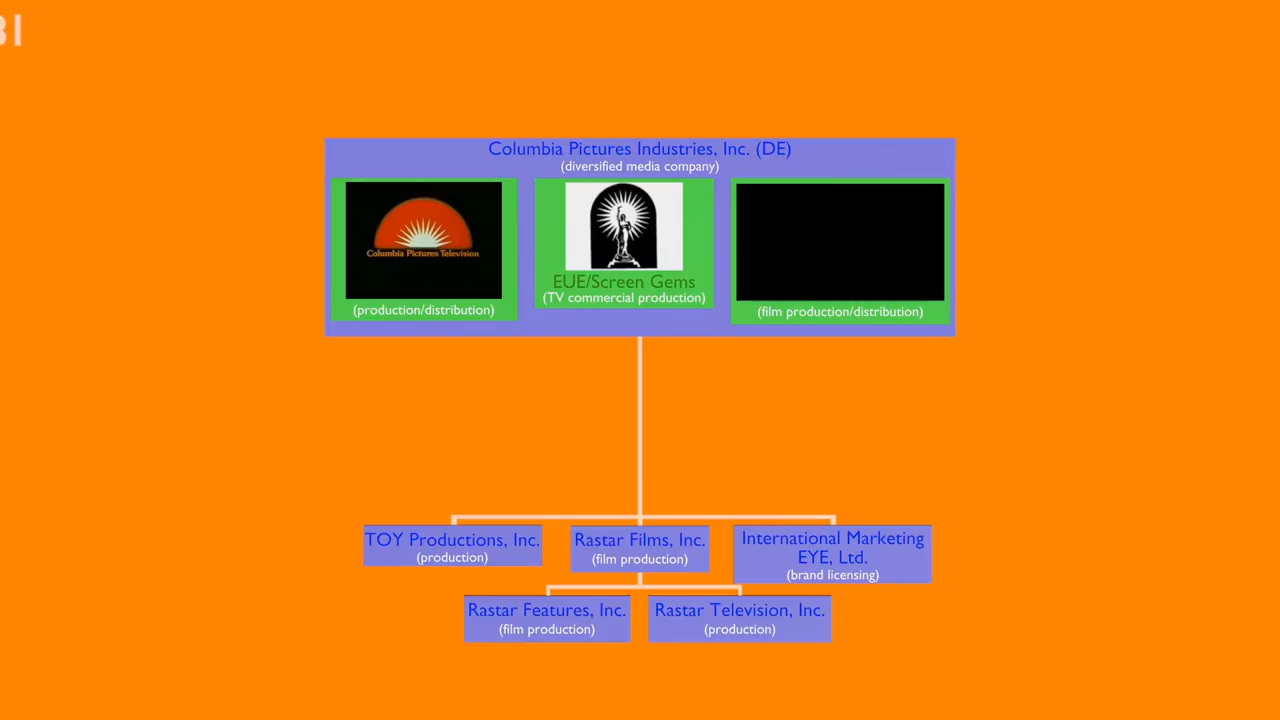 Columbia Pictures Industries, Inc. (DE)
(diversified media company)
Columbia Pictures Television
(production/distribution)
EUE/Screen Gems
(TV commercial production)
(film production/distribution)
TOY Productions, Inc.
(production)
Rastar Films, Inc.
(film production)
International Marketing
EYE, Ltd.
(brand licensing)
Rastar Features, Inc.
(film production)
Rastar Television, Inc.
(production)